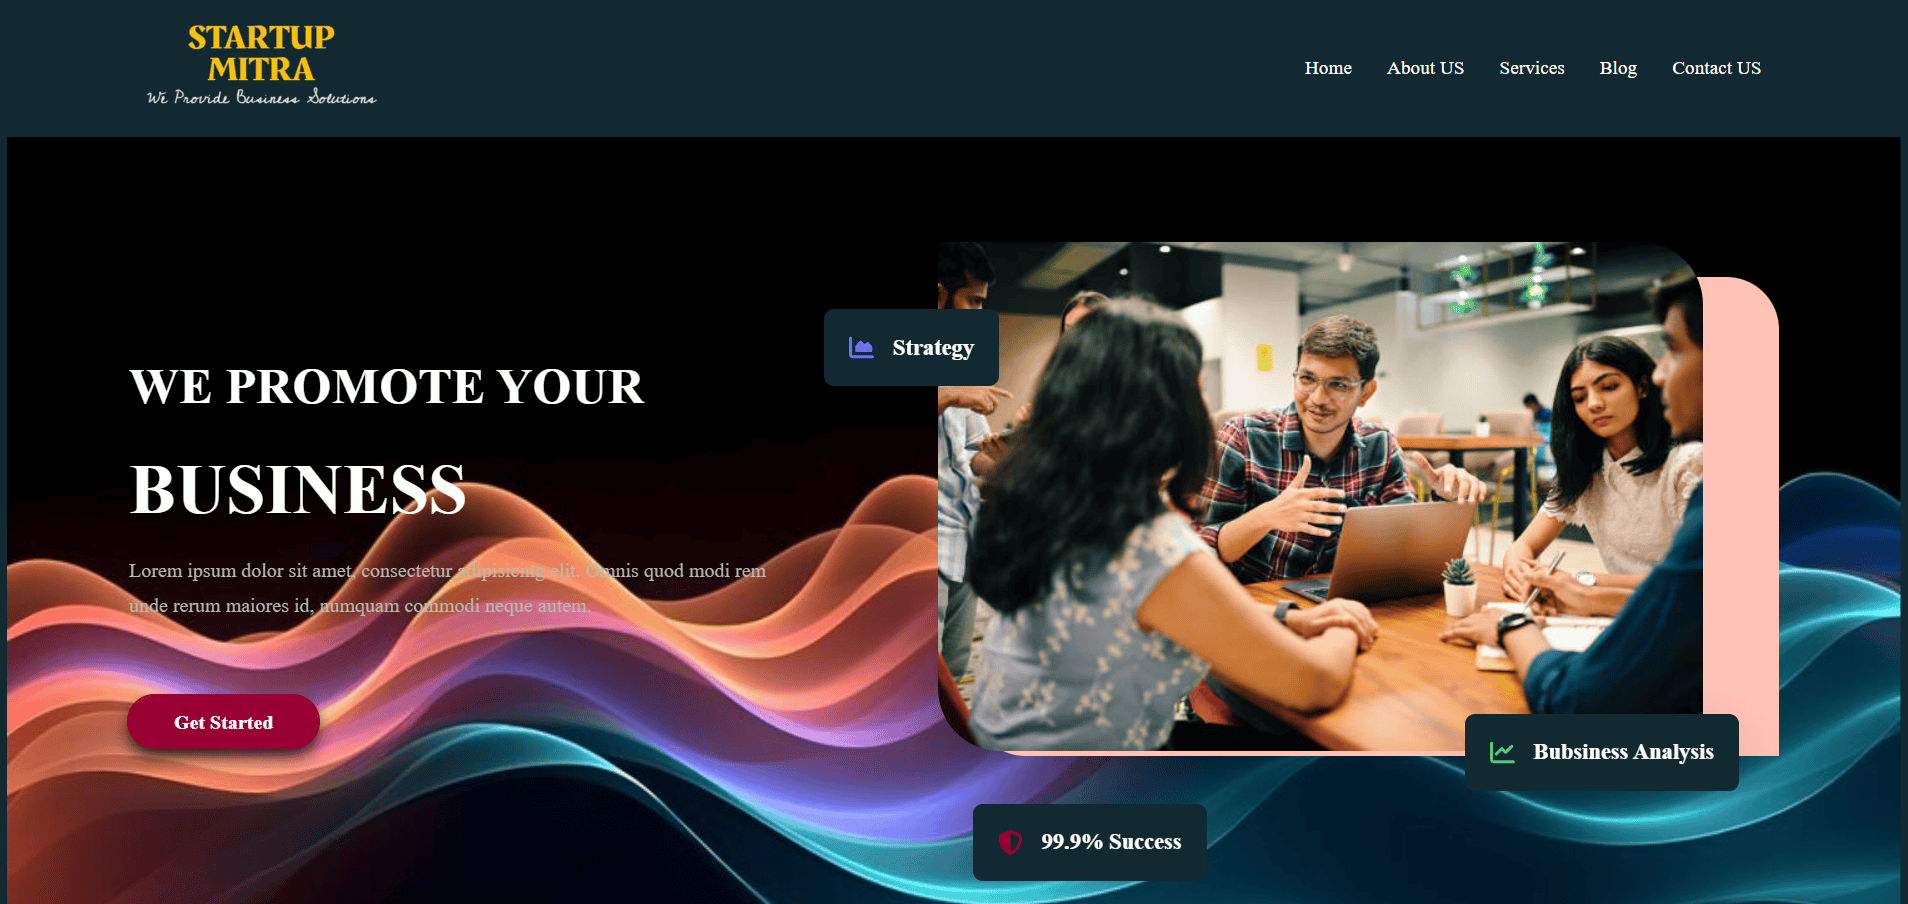 STARTUP
MITRA
We Provide Business Solutions
Home About US Services Blog Contact US
Strategy
WE PROMOTE YOUR
BUSINESS
Lorem ipsum dolor sit amet, consectetur adipisicing elit. Omnis quod modi rem
unde rerum maiores id, numquam commodi neque autem.
Get Started
Bubsiness Analysis
99.9% Success